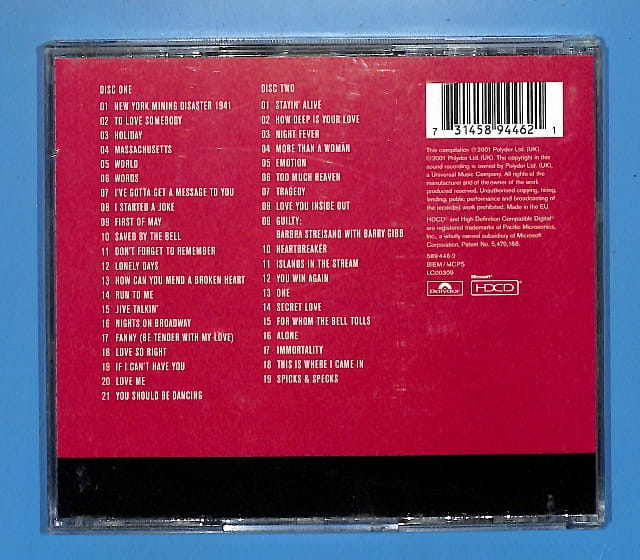 DISC ONE
01 NEW YORK MINING DISASTER 1941
02 TO LOVE SOMEBODY
03 HOLIDAY
04 MASSACHUSETTS
05 WORLD
06 WORDS
07 I'VE GOTTA GET A MESSAGE TO YOU
08 I STARTED A JOKE
09 FIRST OF MAY
10 SAVED BY THE BELL
11 DON'T FORGET TO REMEMBER
12 LONELY DAYS
13 HOW CAN YOU MEND A BROKEN HEART
14 RUN TO ME
15 JIVE TALKIN'
16 NIGHTS ON BROADWAY
17 FANNY (BE TENDER WITH MY LOVE)
18 LOVE SO RIGHT
19 IF I CAN'T HAVE YOU
20 LOVE ME
21 YOU SHOULD BE DANCING
DISC TWO
01 STAYIN' ALIVE
02 HOW DEEP IS YOUR LOVE
03 NIGHT FEVER
04 MORE THAN A WOMAN
05 EMOTION
06 TOO MUCH HEAVEN
07 TRAGEDY
08 LOVE YOU INSIDE OUT
09 GUILTY:
BARBRA STREISAND WITH BARRY GIBB
10 HEARTBREAKER
11 ISLANDS IN THE STREAM
12 YOU WIN AGAIN
13 ONE
14 SECRET LOVE
15 FOR WHOM THE BELL TOLLS
16 ALONE
17 IMMORTALITY
18 THIS IS WHERE I CAME IN
19 SPICKS & SPECKS
7 31458 94462 1
This compilation ℗2001 Polydor Ltd. (UK).
©2001 Polydor Ltd. (UK). The copyright in this
sound recording is owned by Polydor Ltd. (UK),
a Universal Music Company. All rights of the
manufacturer and of the owner of the work
produced reserved. Unauthorised copying, hiring,
lending, public performance and broadcasting of
the recorded work prohibited. Made in the EU.
HDCD® and High Definition Compatible Digital®
are registered trademarks of Pacific Microsonics,
Inc., a wholly owned subsidiary of Microsoft
Corporation, Patent No. 5,479,168.
589 446-2
BIEM/MCPS
LC00309
Polydor
Microsoft®
HDCD